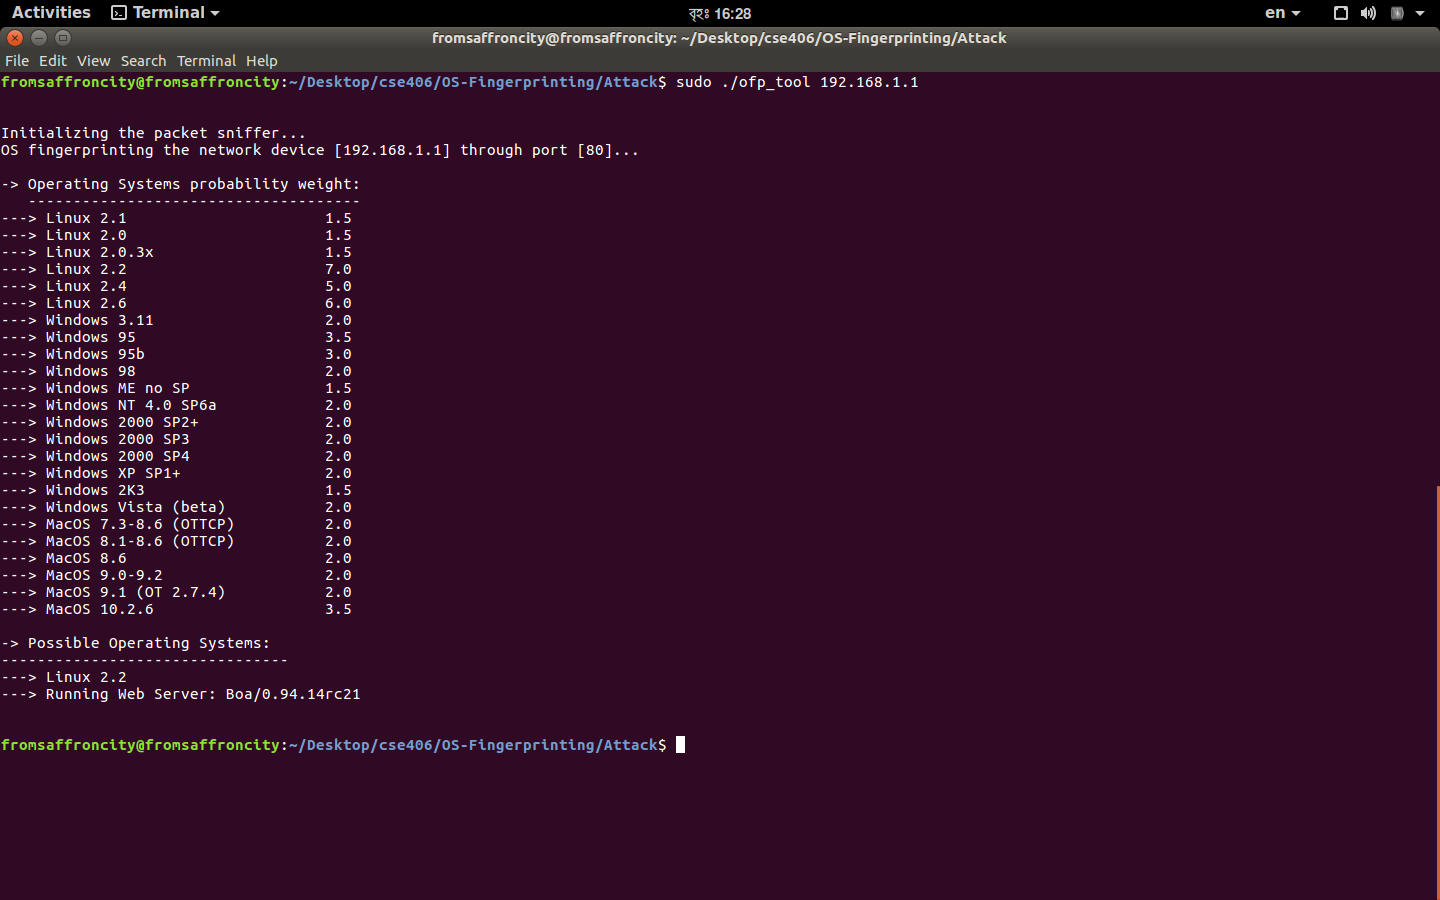 Activities Terminal বৃহঃ 16:28 en
fromsaffroncity@fromsaffroncity: ~/Desktop/cse406/OS-Fingerprinting/Attack
File Edit View Search Terminal Help
fromsaffroncity@fromsaffroncity:~/Desktop/cse406/OS-Fingerprinting/Attack$ sudo ./ofp_tool 192.168.1.1
Initializing the packet sniffer...
OS fingerprinting the network device [192.168.1.1] through port [80]...
-> Operating Systems probability weight:
-------------------------------------
---> Linux 2.1 1.5
---> Linux 2.0 1.5
---> Linux 2.0.3x 1.5
---> Linux 2.2 7.0
---> Linux 2.4 5.0
---> Linux 2.6 6.0
---> Windows 3.11 2.0
---> Windows 95 3.5
---> Windows 95b 3.0
---> Windows 98 2.0
---> Windows ME no SP 1.5
---> Windows NT 4.0 SP6a 2.0
---> Windows 2000 SP2+ 2.0
---> Windows 2000 SP3 2.0
---> Windows 2000 SP4 2.0
---> Windows XP SP1+ 2.0
---> Windows 2K3 1.5
---> Windows Vista (beta) 2.0
---> MacOS 7.3-8.6 (OTTCP) 2.0
---> MacOS 8.1-8.6 (OTTCP) 2.0
---> MacOS 8.6 2.0
---> MacOS 9.0-9.2 2.0
---> MacOS 9.1 (OT 2.7.4) 2.0
---> MacOS 10.2.6 3.5
-> Possible Operating Systems:
--------------------------------
---> Linux 2.2
---> Running Web Server: Boa/0.94.14rc21
fromsaffroncity@fromsaffroncity:~/Desktop/cse406/OS-Fingerprinting/Attack$